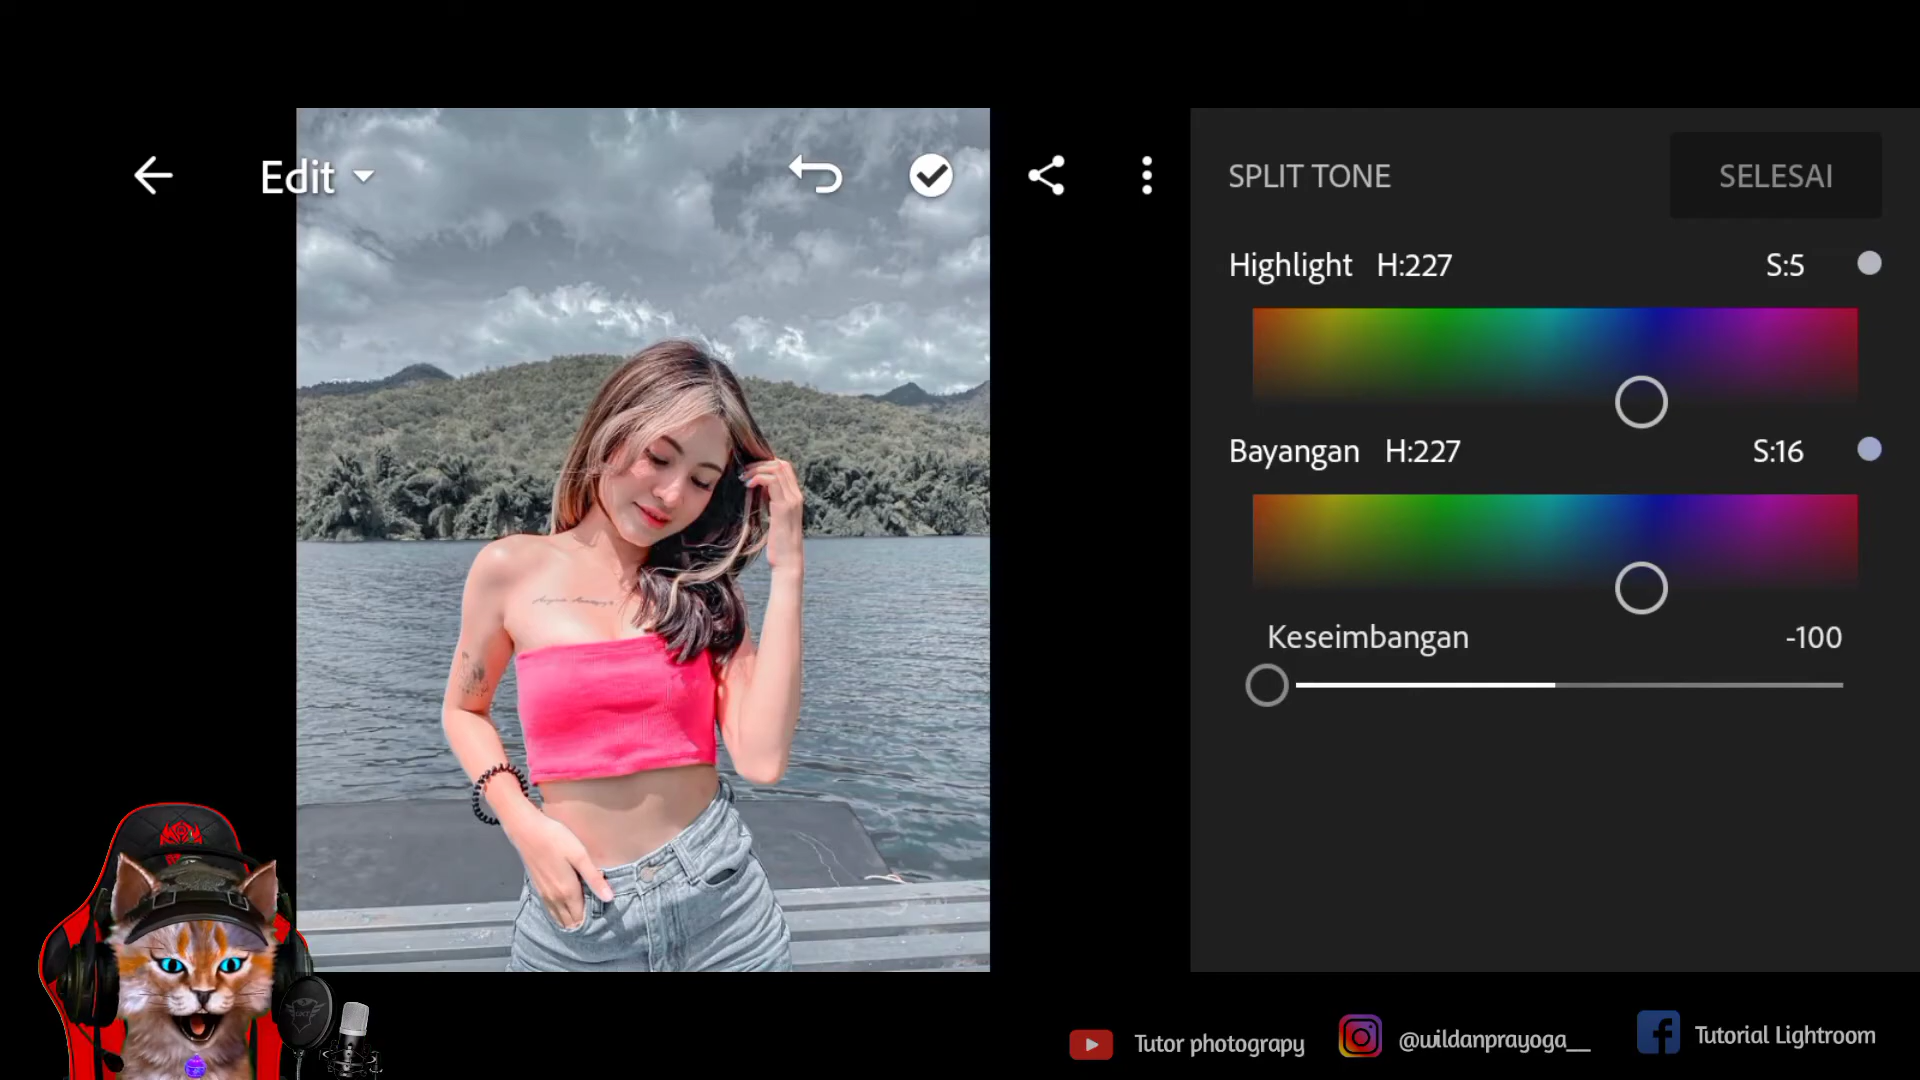 Edit
SPLIT TONE
SELESAI
Highlight H:227 S:5
Bayangan H:227 S:16
Keseimbangan -100
Tutor photograpy
@wildanprayoga__
Tutorial Lightroom